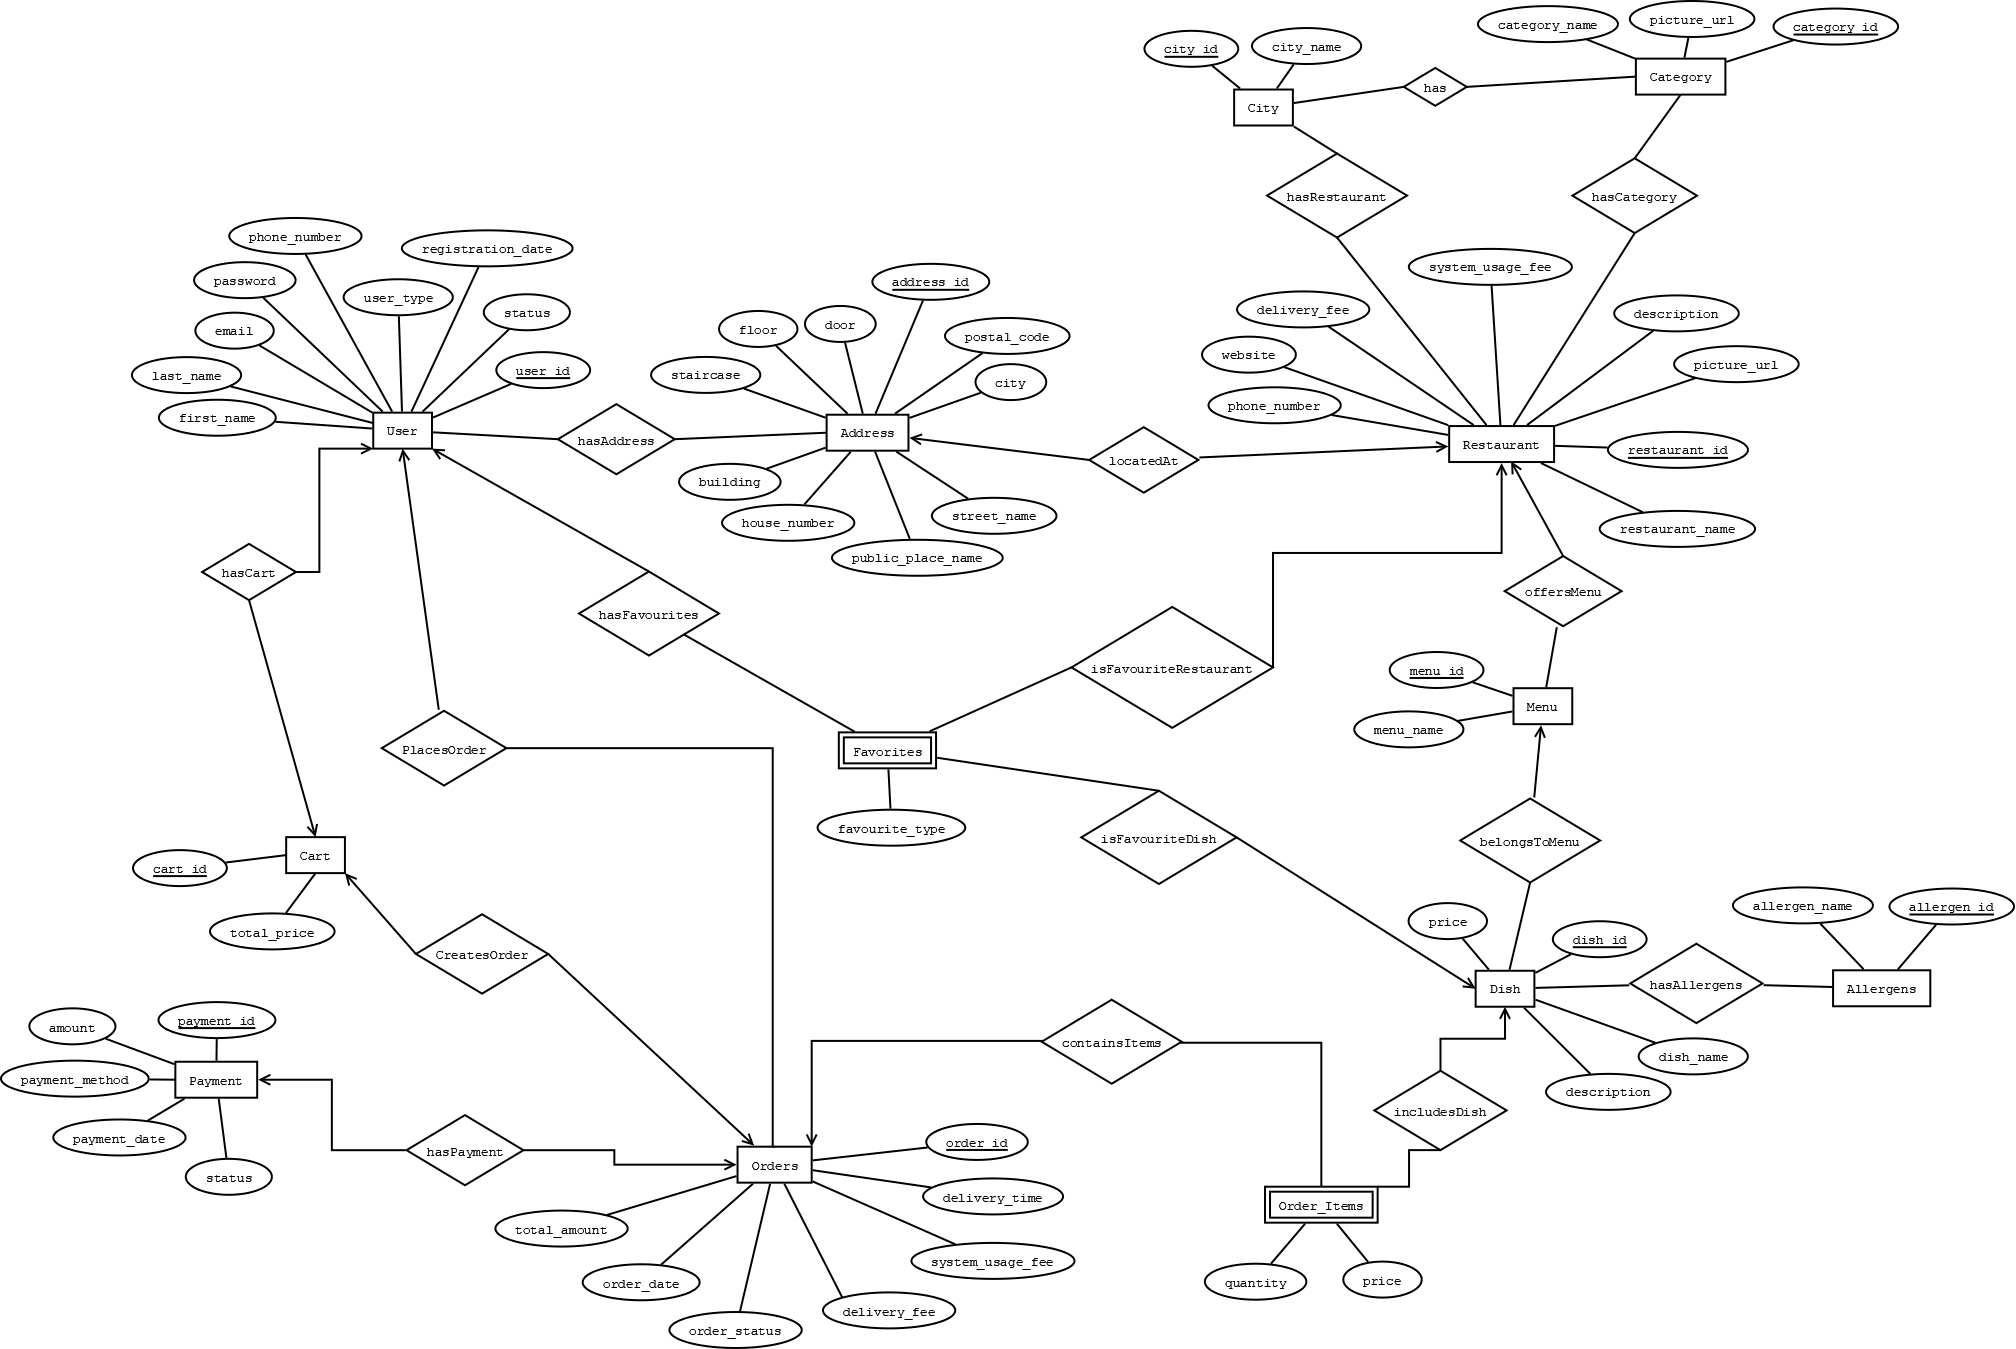 picture_url
category_name
category_id
city_id
city_name
Category
has
City
hasRestaurant
hasCategory
phone_number
registration_date
system_usage_fee
password
address_id
user_type
delivery_fee
status
description
email
floor
door
postal_code
website
picture_url
user_id
last_name
staircase
city
phone_number
first_name
User
hasAddress
Address
Restaurant
restaurant_id
locatedAt
building
street_name
house_number
restaurant_name
public_place_name
hasCart
offersMenu
hasFavourites
isFavouriteRestaurant
menu_id
Menu
menu_name
PlacesOrder
Favorites
favourite_type
isFavouriteDish
belongsToMenu
Cart
cart_id
allergen_name
allergen_id
price
total_price
dish_id
CreatesOrder
hasAllergens
Dish
Allergens
payment_id
amount
containsItems
dish_name
payment_method
Payment
description
includesDish
payment_date
order_id
hasPayment
Orders
status
delivery_time
Order_Items
total_amount
system_usage_fee
order_date
quantity
price
delivery_fee
order_status